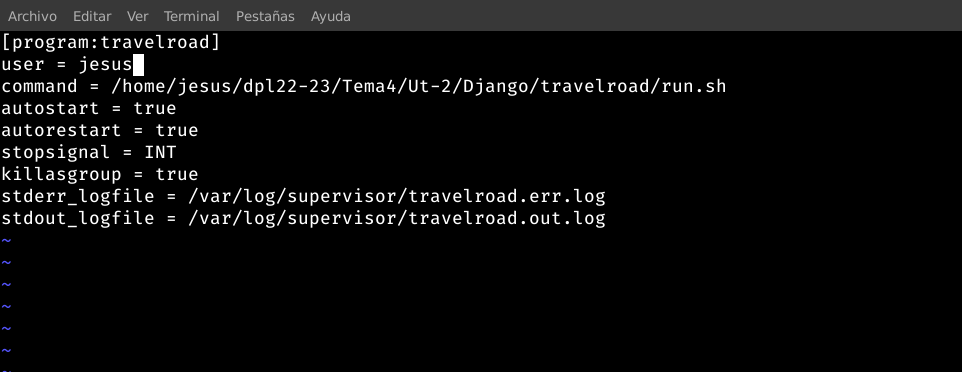 Archivo Editar Ver Terminal Pestañas Ayuda
[program:travelroad]
user = jesus
command = /home/jesus/dpl22-23/Tema4/Ut-2/Django/travelroad/run.sh
autostart = true
autorestart = true
stopsignal = INT
killasgroup = true
stderr_logfile = /var/log/supervisor/travelroad.err.log
stdout_logfile = /var/log/supervisor/travelroad.out.log
~
~
~
~
~
~
~